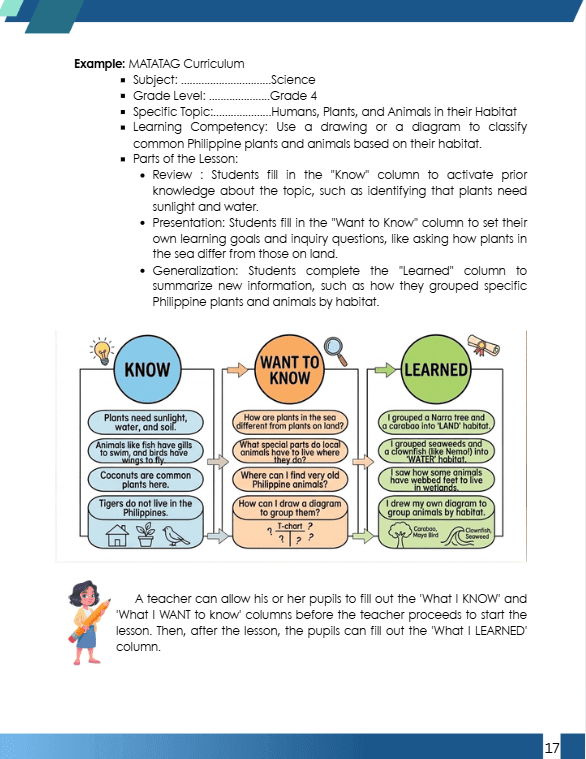 Example: MATATAG Curriculum
▪ Subject: ...............................Science
▪ Grade Level: .....................Grade 4
▪ Specific Topic:....................Humans, Plants, and Animals in their Habitat
▪ Learning Competency: Use a drawing or a diagram to classify
common Philippine plants and animals based on their habitat.
▪ Parts of the Lesson:
• Review : Students fill in the "Know" column to activate prior
knowledge about the topic, such as identifying that plants need
sunlight and water.
• Presentation: Students fill in the "Want to Know" column to set their
own learning goals and inquiry questions, like asking how plants in
the sea differ from those on land.
• Generalization: Students complete the "Learned" column to
summarize new information, such as how they grouped specific
Philippine plants and animals by habitat.
KNOW
Plants need sunlight,
water, and soil.
Animals like fish have gills
to swim, and birds have
wings to fly.
Coconuts are common
plants here.
Tigers do not live in the
Philippines.
WANT TO
KNOW
How are plants in the sea
different from plants on land?
What special parts do local
animals have to live where
they do?
Where can I find very old
Philippine animals?
How can I draw a diagram
to group them?
T-chart ?
? ? ? ?
LEARNED
I grouped a Narra tree and
a carabao into 'LAND' habitat.
I grouped seaweeds and
a clownfish (like Nemo!) into
'WATER' habitat.
I saw how some animals
have webbed feet to live
in wetlands.
I drew my own diagram to
group animals by habitat.
Carabao,
Maya Bird
Clownfish,
Seaweed
A teacher can allow his or her pupils to fill out the 'What I KNOW' and
'What I WANT to know' columns before the teacher proceeds to start the
lesson. Then, after the lesson, the pupils can fill out the 'What I LEARNED'
column.
17